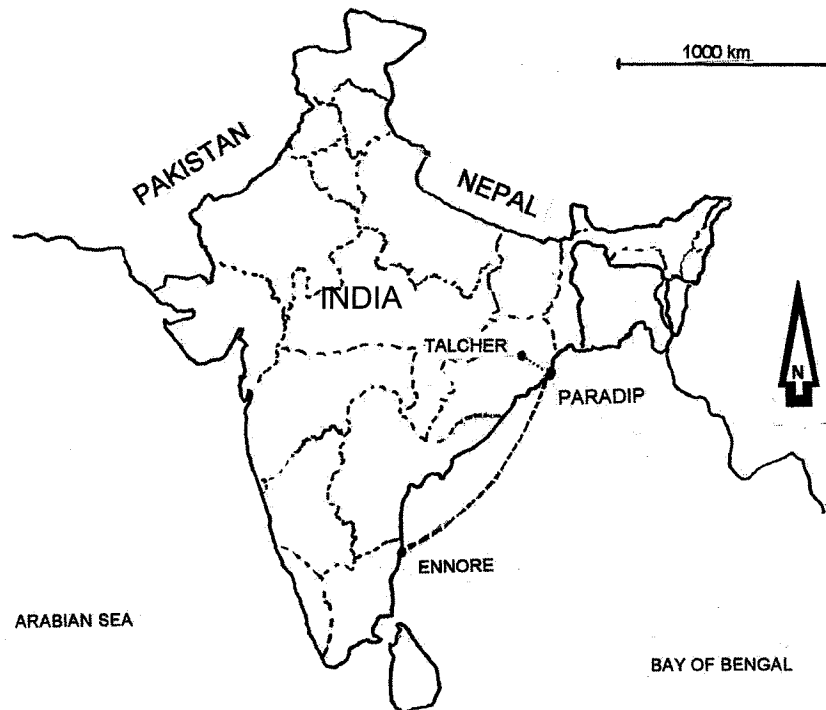 1000 km
PAKISTAN
NEPAL
INDIA
TALCHER
N
PARADIP
ENNORE
ARABIAN SEA
BAY OF BENGAL